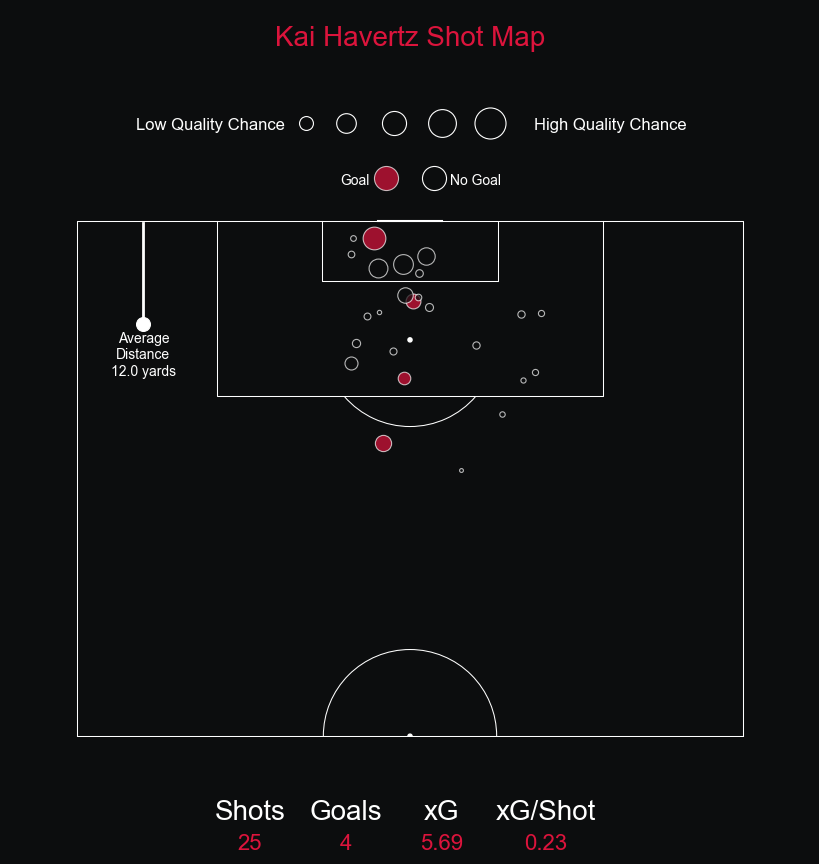 Kai Havertz Shot Map
Low Quality Chance High Quality Chance
Goal No Goal
Average
Distance
12.0 yards
Shots Goals xG xG/Shot
25 4 5.69 0.23